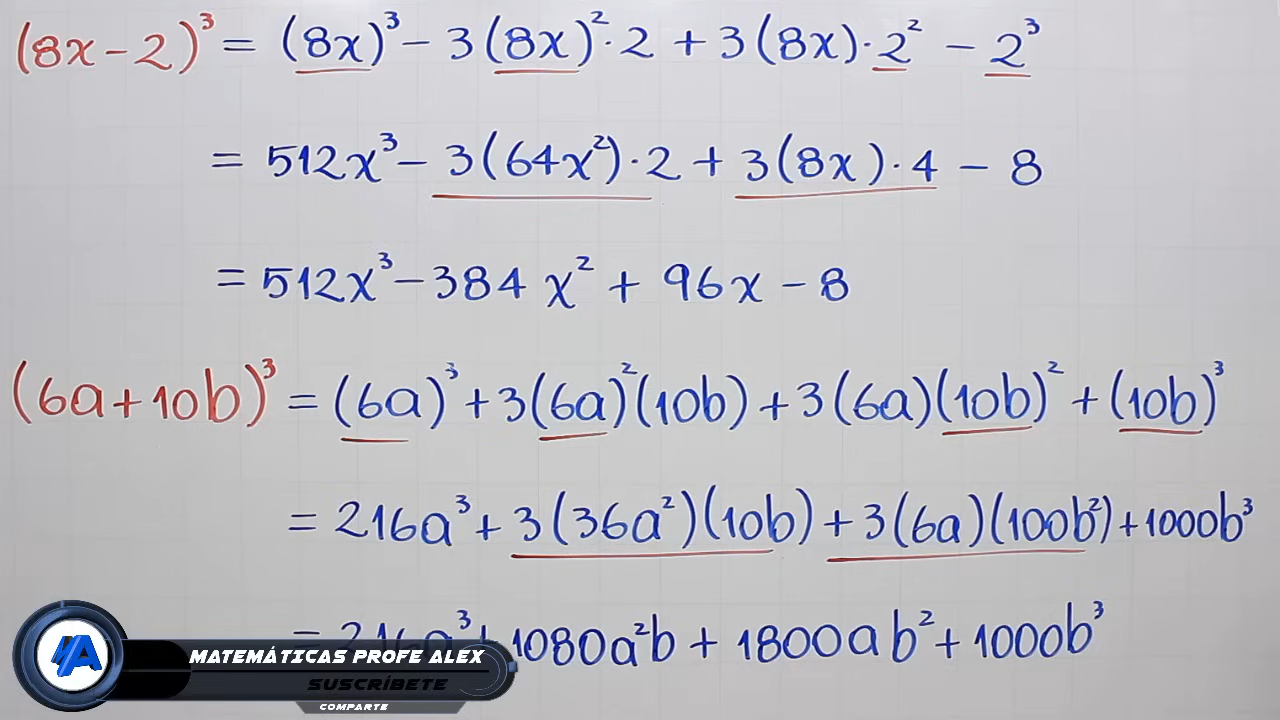 (8x-2)³ = (8x)³ - 3(8x)²·2 + 3(8x)·2² - 2³
= 512x³ - 3(64x²)·2 + 3(8x)·4 - 8
= 512x³ - 384x² + 96x - 8
(6a+10b)³ = (6a)³ + 3(6a)²(10b) + 3(6a)(10b)² + (10b)³
= 216a³ + 3(36a²)(10b) + 3(6a)(100b²) + 1000b³
= 216a³ + 1080a²b + 1800ab² + 1000b³
MATEMÁTICAS PROFE ALEX
SUSCRÍBETE
COMPARTE